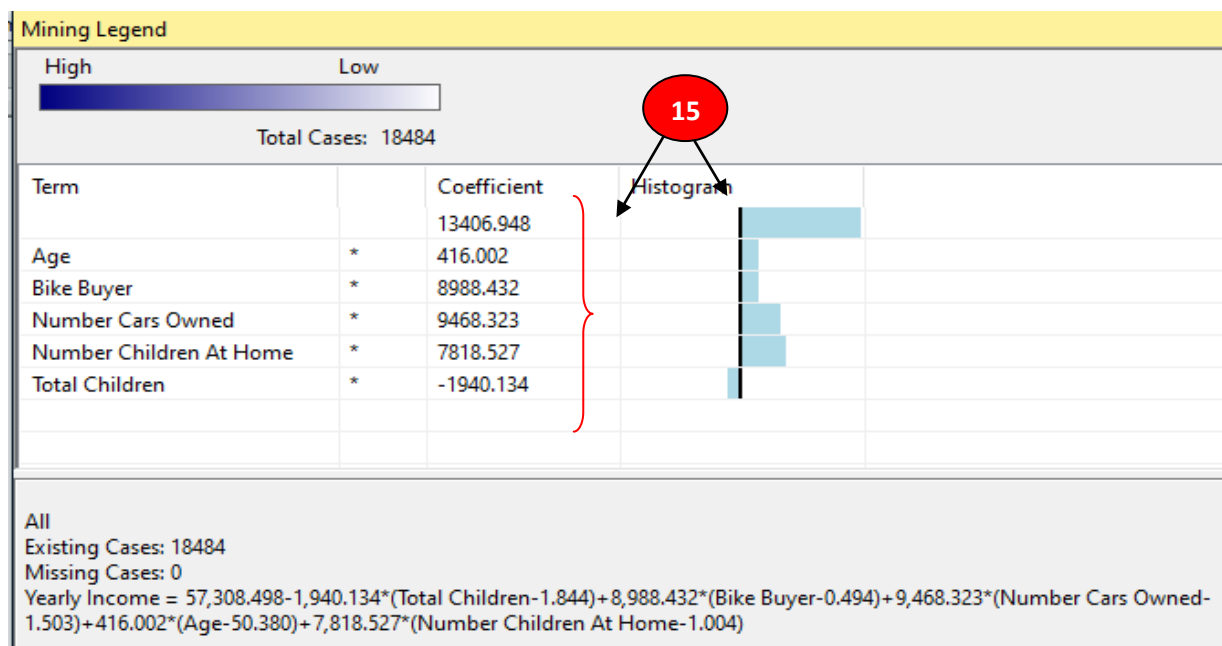 Mining Legend
High Low
Total Cases: 18484
15
Term Coefficient Histogram
13406.948
Age * 416.002
Bike Buyer * 8988.432
Number Cars Owned * 9468.323
Number Children At Home * 7818.527
Total Children * -1940.134
All
Existing Cases: 18484
Missing Cases: 0
Yearly Income = 57,308.498-1,940.134*(Total Children-1.844)+8,988.432*(Bike Buyer-0.494)+9,468.323*(Number Cars Owned-
1.503)+416.002*(Age-50.380)+7,818.527*(Number Children At Home-1.004)